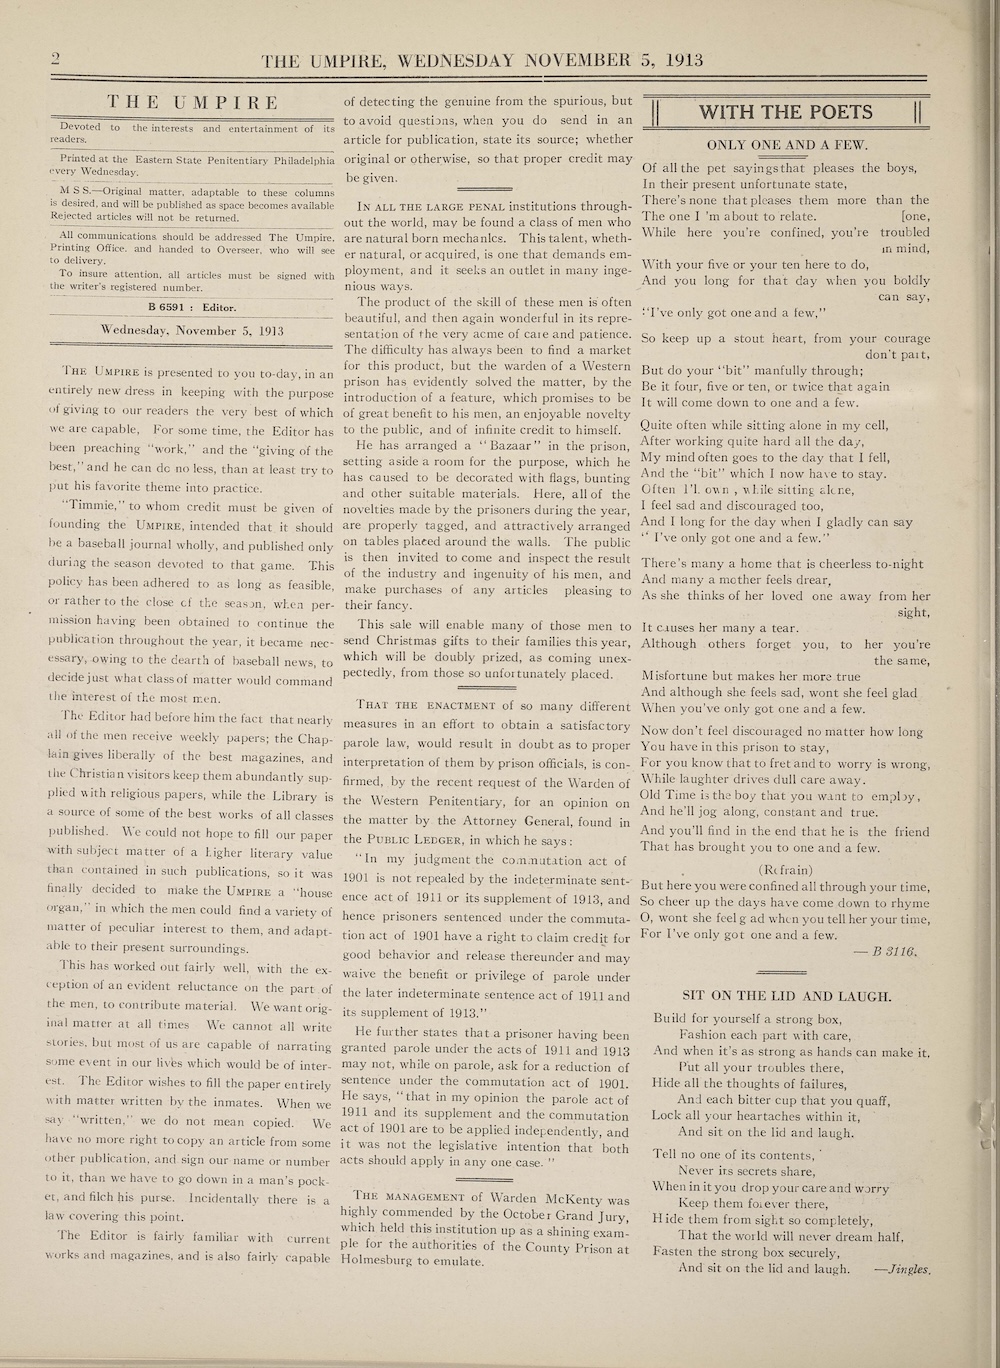 2
THE UMPIRE, WEDNESDAY NOVEMBER 5, 1913
THE UMPIRE
Devoted to the interests and entertainment of its
readers.
Printed at the Eastern State Penitentiary Philadelphia
every Wednesday.
M S S.—Original matter, adaptable to these columns
is desired, and will be published as space becomes available
Rejected articles will not be returned.
All communications should be addressed The Umpire,
Printing Office, and handed to Overseer, who will see
to delivery.
To insure attention, all articles must be signed with
the writer's registered number.
B 6591 : Editor.
Wednesday, November 5, 1913
THE UMPIRE is presented to you to-day, in an
entirely new dress in keeping with the purpose
of giving to our readers the very best of which
we are capable, For some time, the Editor has
been preaching "work," and the "giving of the
best," and he can do no less, than at least try to
put his favorite theme into practice.
"Timmie," to whom credit must be given of
founding the UMPIRE, intended that it should
be a baseball journal wholly, and published only
during the season devoted to that game. This
policy has been adhered to as long as feasible,
or rather to the close of the season, when per-
mission having been obtained to continue the
publication throughout the year, it became nec-
essary, owing to the dearth of baseball news, to
decide just what class of matter would command
the interest of the most men.
The Editor had before him the fact that nearly
all of the men receive weekly papers; the Chap-
lain gives liberally of the best magazines, and
the Christian visitors keep them abundantly sup-
plied with religious papers, while the Library is
a source of some of the best works of all classes
published. We could not hope to fill our paper
with subject matter of a higher literary value
than contained in such publications, so it was
finally decided to make the UMPIRE a "house
organ," in which the men could find a variety of
matter of peculiar interest to them, and adapt-
able to their present surroundings.
This has worked out fairly well, with the ex-
ception of an evident reluctance on the part of
the men, to contribute material. We want orig-
inal matter at all times We cannot all write
stories, but most of us are capable of narrating
some event in our lives which would be of inter-
est. The Editor wishes to fill the paper entirely
with matter written by the inmates. When we
say "written," we do not mean copied. We
have no more right to copy an article from some
other publication, and sign our name or number
to it, than we have to go down in a man's pock-
et, and filch his purse. Incidentally there is a
law covering this point.
The Editor is fairly familiar with current
works and magazines, and is also fairly capable
of detecting the genuine from the spurious, but
to avoid questions, when you do send in an
article for publication, state its source; whether
original or otherwise, so that proper credit may
be given.
IN ALL THE LARGE PENAL institutions through-
out the world, may be found a class of men who
are natural born mechanics. This talent, wheth-
er natural, or acquired, is one that demands em-
ployment, and it seeks an outlet in many inge-
nious ways.
The product of the skill of these men is often
beautiful, and then again wonderful in its repre-
sentation of the very acme of care and patience.
The difficulty has always been to find a market
for this product, but the warden of a Western
prison has evidently solved the matter, by the
introduction of a feature, which promises to be
of great benefit to his men, an enjoyable novelty
to the public, and of infinite credit to himself.
He has arranged a "Bazaar" in the prison,
setting aside a room for the purpose, which he
has caused to be decorated with flags, bunting
and other suitable materials. Here, all of the
novelties made by the prisoners during the year,
are properly tagged, and attractively arranged
on tables placed around the walls. The public
is then invited to come and inspect the result
of the industry and ingenuity of his men, and
make purchases of any articles pleasing to
their fancy.
This sale will enable many of those men to
send Christmas gifts to their families this year,
which will be doubly prized, as coming unex-
pectedly, from those so unfortunately placed.
THAT THE ENACTMENT of so many different
measures in an effort to obtain a satisfactory
parole law, would result in doubt as to proper
interpretation of them by prison officials, is con-
firmed, by the recent request of the Warden of
the Western Penitentiary, for an opinion on
the matter by the Attorney General, found in
the PUBLIC LEDGER, in which he says:
"In my judgment the commutation act of
1901 is not repealed by the indeterminate sent-
ence act of 1911 or its supplement of 1913, and
hence prisoners sentenced under the commuta-
tion act of 1901 have a right to claim credit for
good behavior and release thereunder and may
waive the benefit or privilege of parole under
the later indeterminate sentence act of 1911 and
its supplement of 1913."
He further states that a prisoner having been
granted parole under the acts of 1911 and 1913
may not, while on parole, ask for a reduction of
sentence under the commutation act of 1901.
He says, "that in my opinion the parole act of
1911 and its supplement and the commutation
act of 1901 are to be applied independently, and
it was not the legislative intention that both
acts should apply in any one case. "
THE MANAGEMENT of Warden McKenty was
highly commended by the October Grand Jury,
which held this institution up as a shining exam-
ple for the authorities of the County Prison at
Holmesburg to emulate.
WITH THE POETS
ONLY ONE AND A FEW.
Of all the pet sayings that pleases the boys,
In their present unfortunate state,
There's none that pleases them more than the
The one I 'm about to relate. [one,
While here you're confined, you're troubled
in mind,
With your five or your ten here to do,
And you long for that day when you boldly
can say,
"I've only got one and a few,"
So keep up a stout heart, from your courage
don't part,
But do your "bit" manfully through;
Be it four, five or ten, or twice that again
It will come down to one and a few.
Quite often while sitting alone in my cell,
After working quite hard all the day,
My mind often goes to the day that I fell,
And the "bit" which I now have to stay.
Often I'l own , while sitting alone,
I feel sad and discouraged too,
And I long for the day when I gladly can say
" I've only got one and a few."
There's many a home that is cheerless to-night
And many a mother feels drear,
As she thinks of her loved one away from her
sight,
It causes her many a tear.
Although others forget you, to her you're
the same,
Misfortune but makes her more true
And although she feels sad, wont she feel glad
When you've only got one and a few.
Now don't feel discouraged no matter how long
You have in this prison to stay,
For you know that to fret and to worry is wrong,
While laughter drives dull care away.
Old Time is the boy that you want to employ,
And he'll jog along, constant and true.
And you'll find in the end that he is the friend
That has brought you to one and a few.
(Refrain)
But here you were confined all through your time,
So cheer up the days have come down to rhyme
O, wont she feel g ad when you tell her your time,
For I've only got one and a few.
— B 3116.
SIT ON THE LID AND LAUGH.
Build for yourself a strong box,
Fashion each part with care,
And when it's as strong as hands can make it,
Put all your troubles there,
Hide all the thoughts of failures,
And each bitter cup that you quaff,
Lock all your heartaches within it,
And sit on the lid and laugh.
Tell no one of its contents,
Never its secrets share,
When in it you drop your care and worry
Keep them forever there,
Hide them from sight so completely,
That the world will never dream half,
Fasten the strong box securely,
And sit on the lid and laugh. —Jingles.